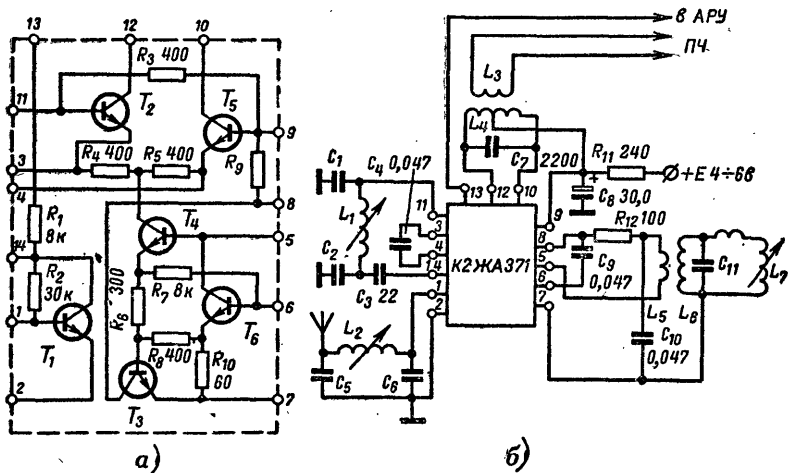 13
12
10
R3 400
11
T2
T5
9
3
R4 400
R5 400
R9
4
8
R1
8к
T4
5
14
R2
30к
R6 300
R7 8к
6
1
T1
T6
R8 400
R10
60
2
T3
7
а)
в АРУ
ПЧ
L3
L4
C7 2200
R11 240
+E 4÷6в
C8 30,0
C1
C4 0,047
11
13
12
10
9
L1
3
4
14
1
2
К2ЖА371
8
5
6
7
R12 100
C9
0,047
C2
C3 22
L2
C5
C6
L5
L6
C10
0,047
C11
L7
б)